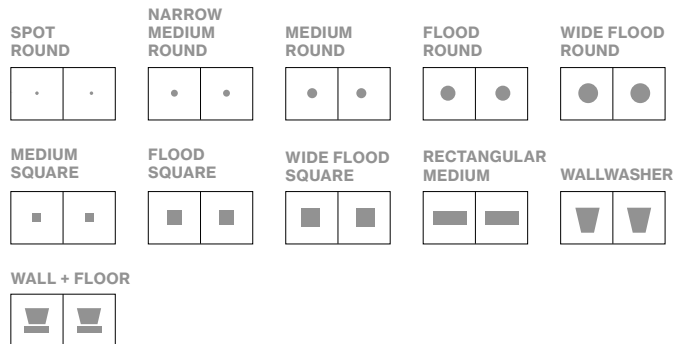 SPOT
ROUND
NARROW
MEDIUM
ROUND
MEDIUM
ROUND
FLOOD
ROUND
WIDE FLOOD
ROUND
MEDIUM
SQUARE
FLOOD
SQUARE
WIDE FLOOD
SQUARE
RECTANGULAR
MEDIUM
WALLWASHER
WALL + FLOOR